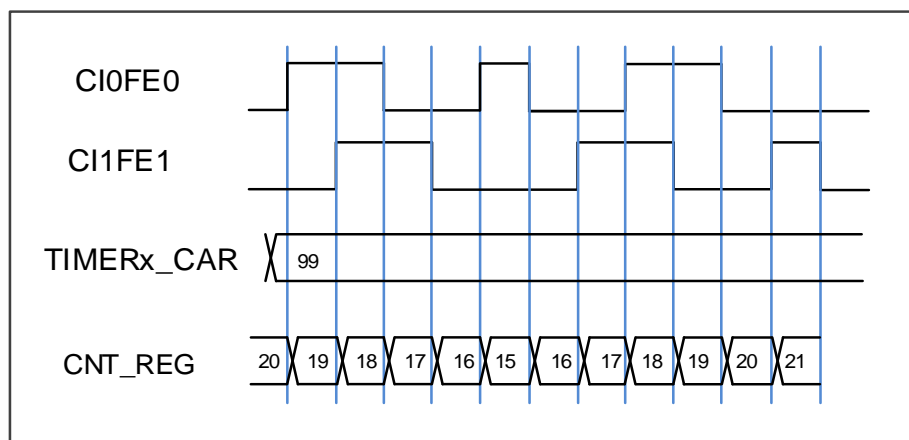 CI0FE0
CI1FE1
TIMERx_CAR 99
CNT_REG 20 19 18 17 16 15 16 17 18 19 20 21